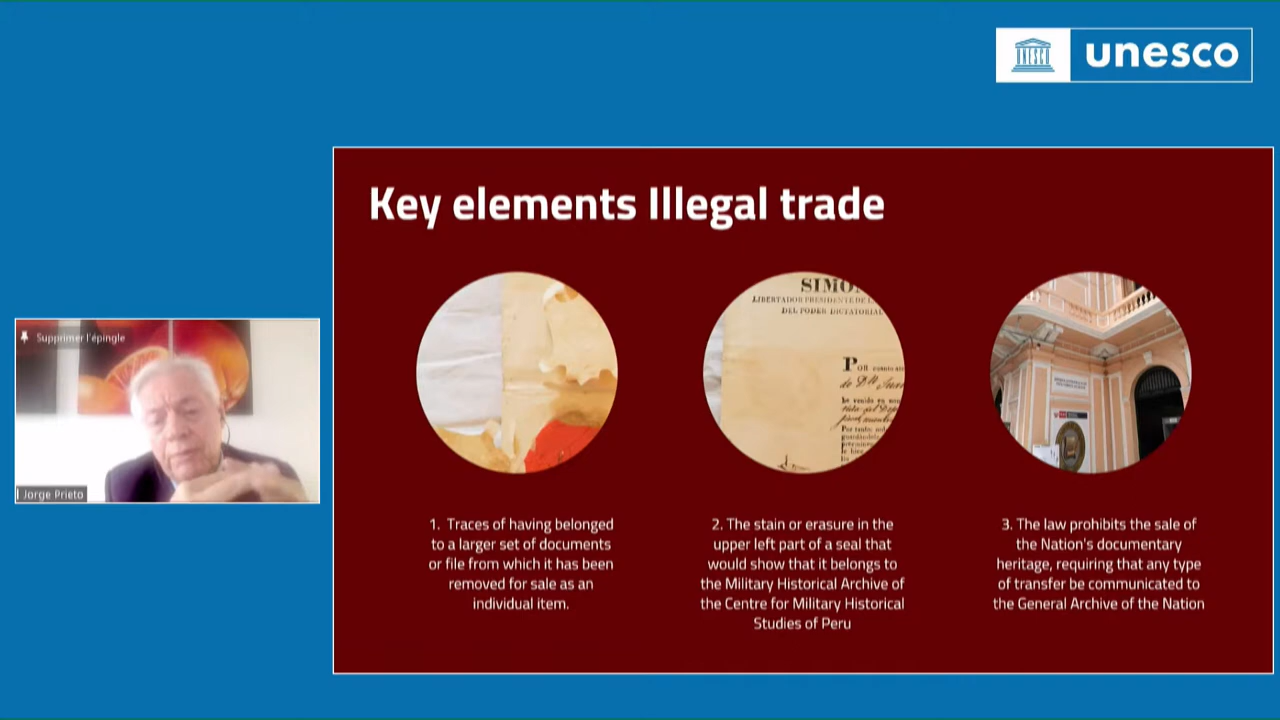 unesco
Key elements Illegal trade
Supprimer l'épingle
Jorge Prieto
SIMO
LIBERTADOR PRESIDENTE DE
DEL PODER DICTATORIAL
POR cuanto
1. Traces of having belonged
to a larger set of documents
or file from which it has been
removed for sale as an
individual item.
2. The stain or erasure in the
upper left part of a seal that
would show that it belongs to
the Military Historical Archive of
the Centre for Military Historical
Studies of Peru
3. The law prohibits the sale of
the Nation's documentary
heritage, requiring that any type
of transfer be communicated to
the General Archive of the Nation